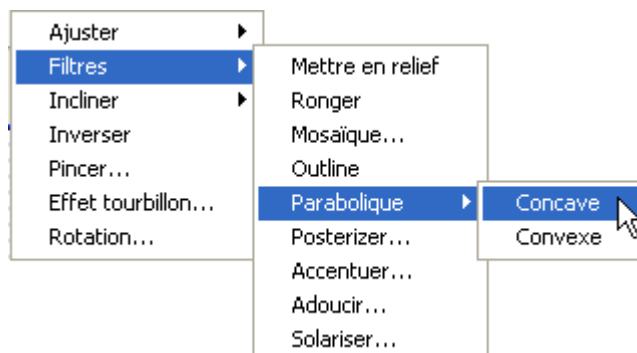 Ajuster
Filtres
Incliner
Inverser
Pincer...
Effet tourbillon...
Rotation...
Mettre en relief
Ronger
Mosaïque...
Outline
Parabolique
Posterizer...
Accentuer...
Adoucir...
Solariser...
Concave
Convexe